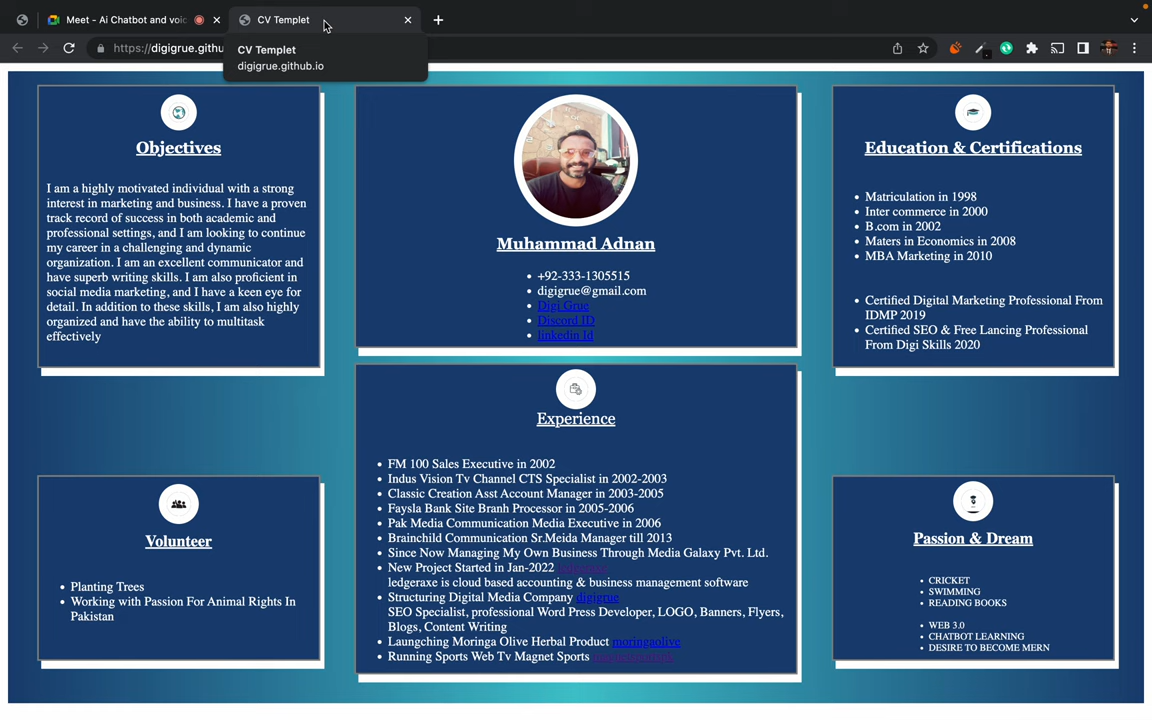 Meet - Ai Chatbot and voic
CV Templet
https://digigrue.githu
CV Templet
digigrue.github.io
Objectives
I am a highly motivated individual with a strong
interest in marketing and business. I have a proven
track record of success in both academic and
professional settings, and I am looking to continue
my career in a challenging and dynamic
organization. I am an excellent communicator and
have superb writing skills. I am also proficient in
social media marketing, and I have a keen eye for
detail. In addition to these skills, I am also highly
organized and have the ability to multitask
effectively
Muhammad Adnan
+92-333-1305515
digigrue@gmail.com
Digi Grue
Discord ID
linkedin Id
Education & Certifications
Matriculation in 1998
Inter commerce in 2000
B.com in 2002
Maters in Economics in 2008
MBA Marketing in 2010
Certified Digital Marketing Professional From
IDMP 2019
Certified SEO & Free Lancing Professional
From Digi Skills 2020
Experience
FM 100 Sales Executive in 2002
Indus Vision Tv Channel CTS Specialist in 2002-2003
Classic Creation Asst Account Manager in 2003-2005
Faysla Bank Site Branh Processor in 2005-2006
Pak Media Communication Media Executive in 2006
Brainchild Communication Sr.Meida Manager till 2013
Since Now Managing My Own Business Through Media Galaxy Pvt. Ltd.
New Project Started in Jan-2022
ledgeraxe is cloud based accounting & business management software
Structuring Digital Media Company digigrue
SEO Specialist, professional Word Press Developer, LOGO, Banners, Flyers,
Blogs, Content Writing
Laungching Moringa Olive Herbal Product moringaolive
Running Sports Web Tv Magnet Sports
Volunteer
Planting Trees
Working with Passion For Animal Rights In
Pakistan
Passion & Dream
CRICKET
SWIMMING
READING BOOKS
WEB 3.0
CHATBOT LEARNING
DESIRE TO BECOME MERN